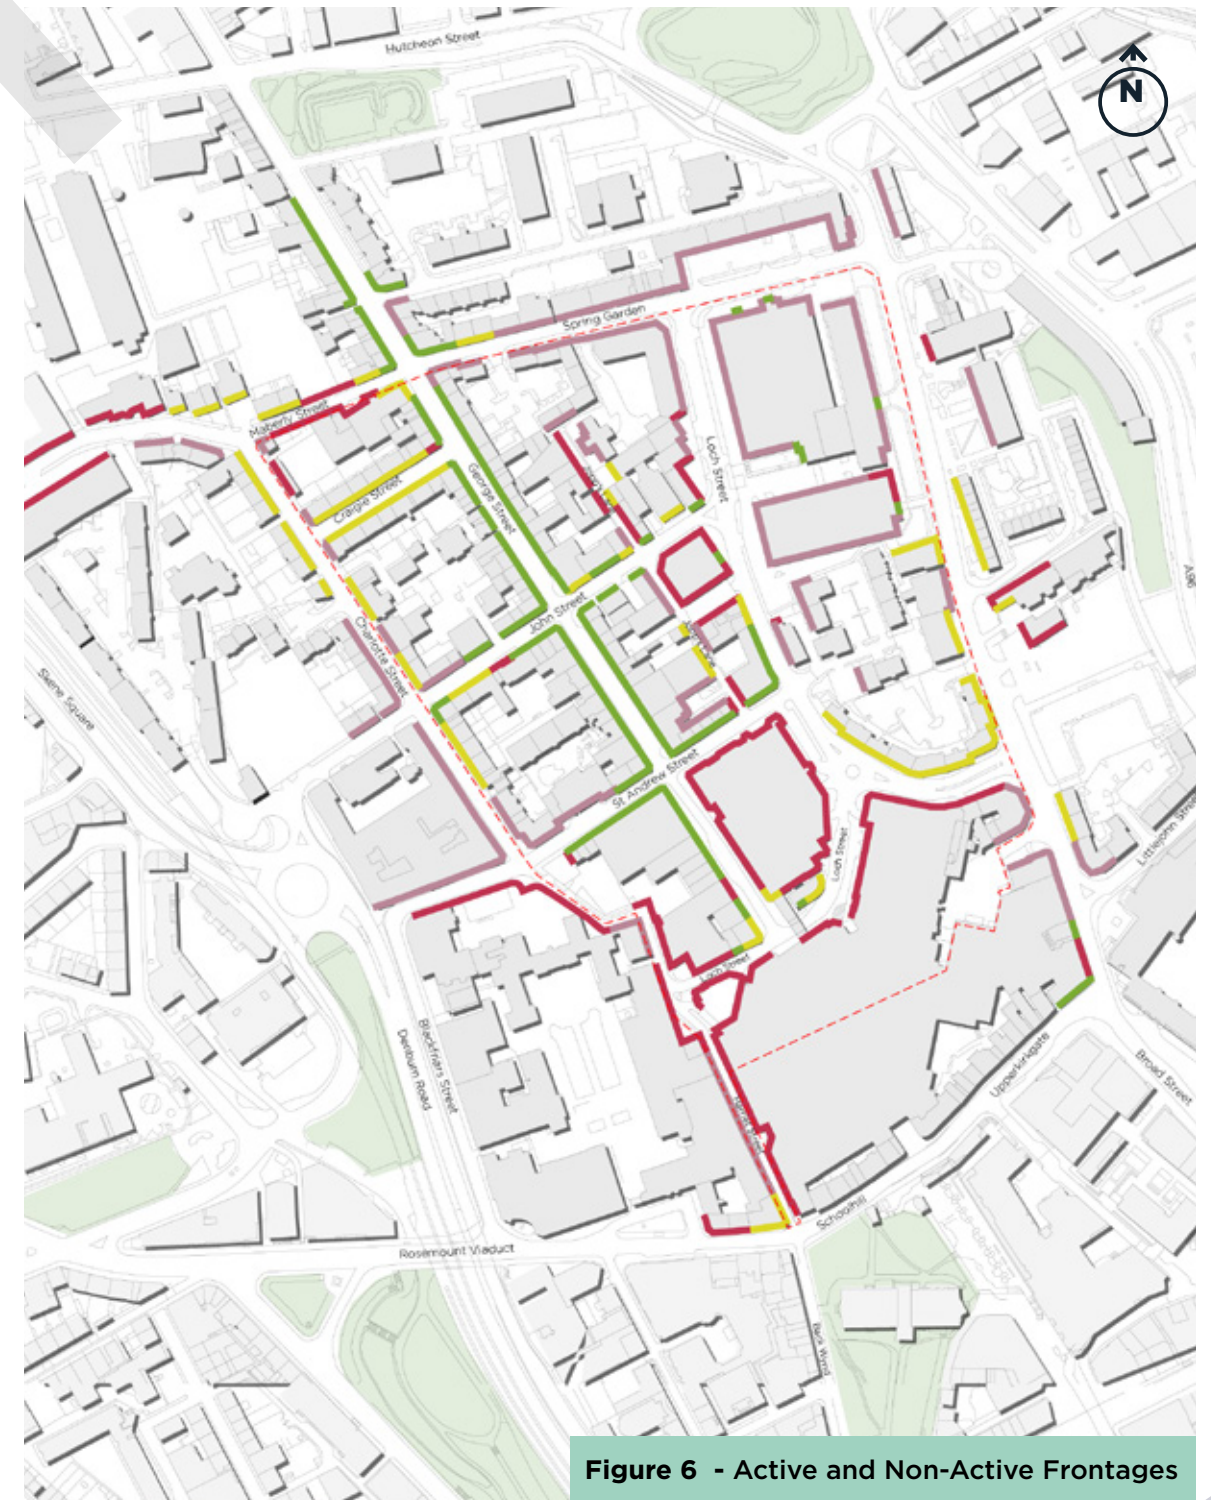 Hutcheon Street
N
Spring Garden
Maberly Street
Loch Street
George Street
Craigie Street
John Street
Charlotte Street
A96
Skene Square
St Andrew Street
Littlejohn Street
Loch Street
Loch Street
Blackfriars Street
Denburn Road
Upperkirkgate
Broad Street
Schoolhill
Rosemount Viaduct
Back Wynd
Figure 6 - Active and Non-Active Frontages